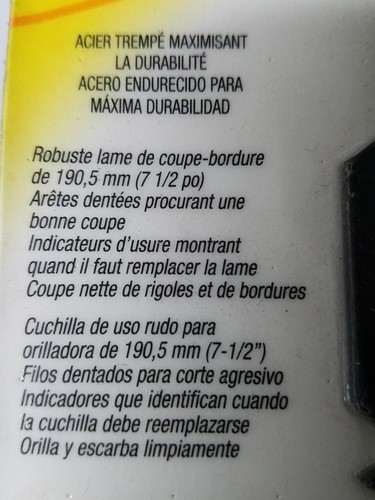 ACIER TREMPÉ MAXIMISANT
LA DURABILITÉ
ACERO ENDURECIDO PARA
MÁXIMA DURABILIDAD
Robuste lame de coupe-bordure
de 190,5 mm (7 1/2 po)
Arêtes dentées procurant une
bonne coupe
Indicateurs d'usure montrant
quand il faut remplacer la lame
Coupe nette de rigoles et de bordures
Cuchilla de uso rudo para
orilladora de 190,5 mm (7-1/2")
Filos dentados para corte agresivo
Indicadores que identifican cuando
la cuchilla debe reemplazarse
Orilla y escarba limpiamente